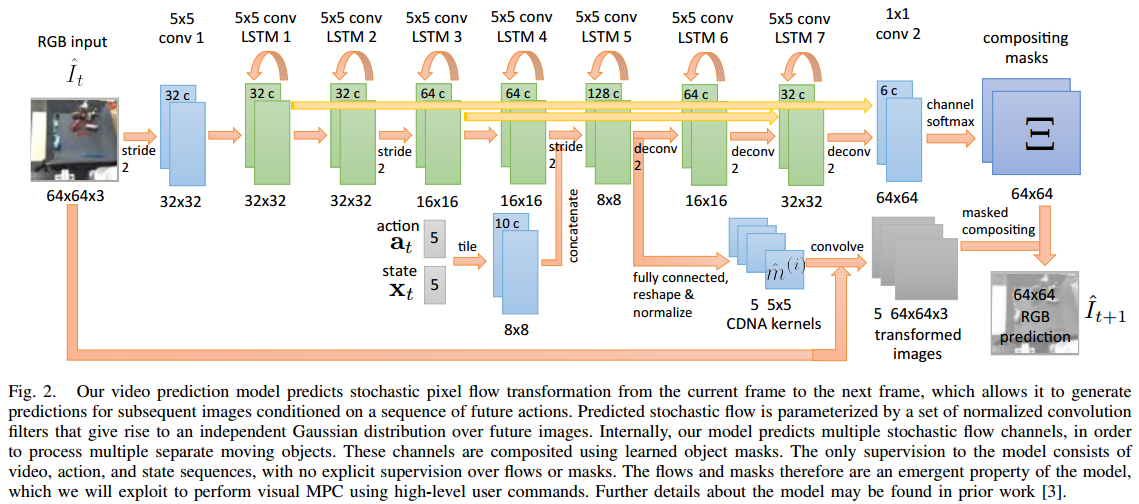 RGB input
Î_t
64x64x3
stride
2
5x5
conv 1
32 c
32x32
5x5 conv
LSTM 1
32 c
32x32
5x5 conv
LSTM 2
32 c
32x32
stride
2
5x5 conv
LSTM 3
64 c
16x16
5x5 conv
LSTM 4
64 c
16x16
stride
2
concatenate
5x5 conv
LSTM 5
128 c
8x8
deconv
2
5x5 conv
LSTM 6
64 c
16x16
deconv
2
5x5 conv
LSTM 7
32 c
32x32
deconv
2
1x1
conv 2
6 c
64x64
channel
softmax
compositing
masks
Ξ
64x64
action
a_t
5
state
x_t
5
tile
10 c
8x8
fully connected,
reshape &
normalize
m̂^(i)
5 5x5
CDNA kernels
convolve
5 64x64x3
transformed
images
masked
compositing
64x64
RGB
prediction
Î_{t+1}
Fig. 2. Our video prediction model predicts stochastic pixel flow transformation from the current frame to the next frame, which allows it to generate
predictions for subsequent images conditioned on a sequence of future actions. Predicted stochastic flow is parameterized by a set of normalized convolution
filters that give rise to an independent Gaussian distribution over future images. Internally, our model predicts multiple stochastic flow channels, in order
to process multiple separate moving objects. These channels are composited using learned object masks. The only supervision to the model consists of
video, action, and state sequences, with no explicit supervision over flows or masks. The flows and masks therefore are an emergent property of the model,
which we will exploit to perform visual MPC using high-level user commands. Further details about the model may be found in prior work [3].